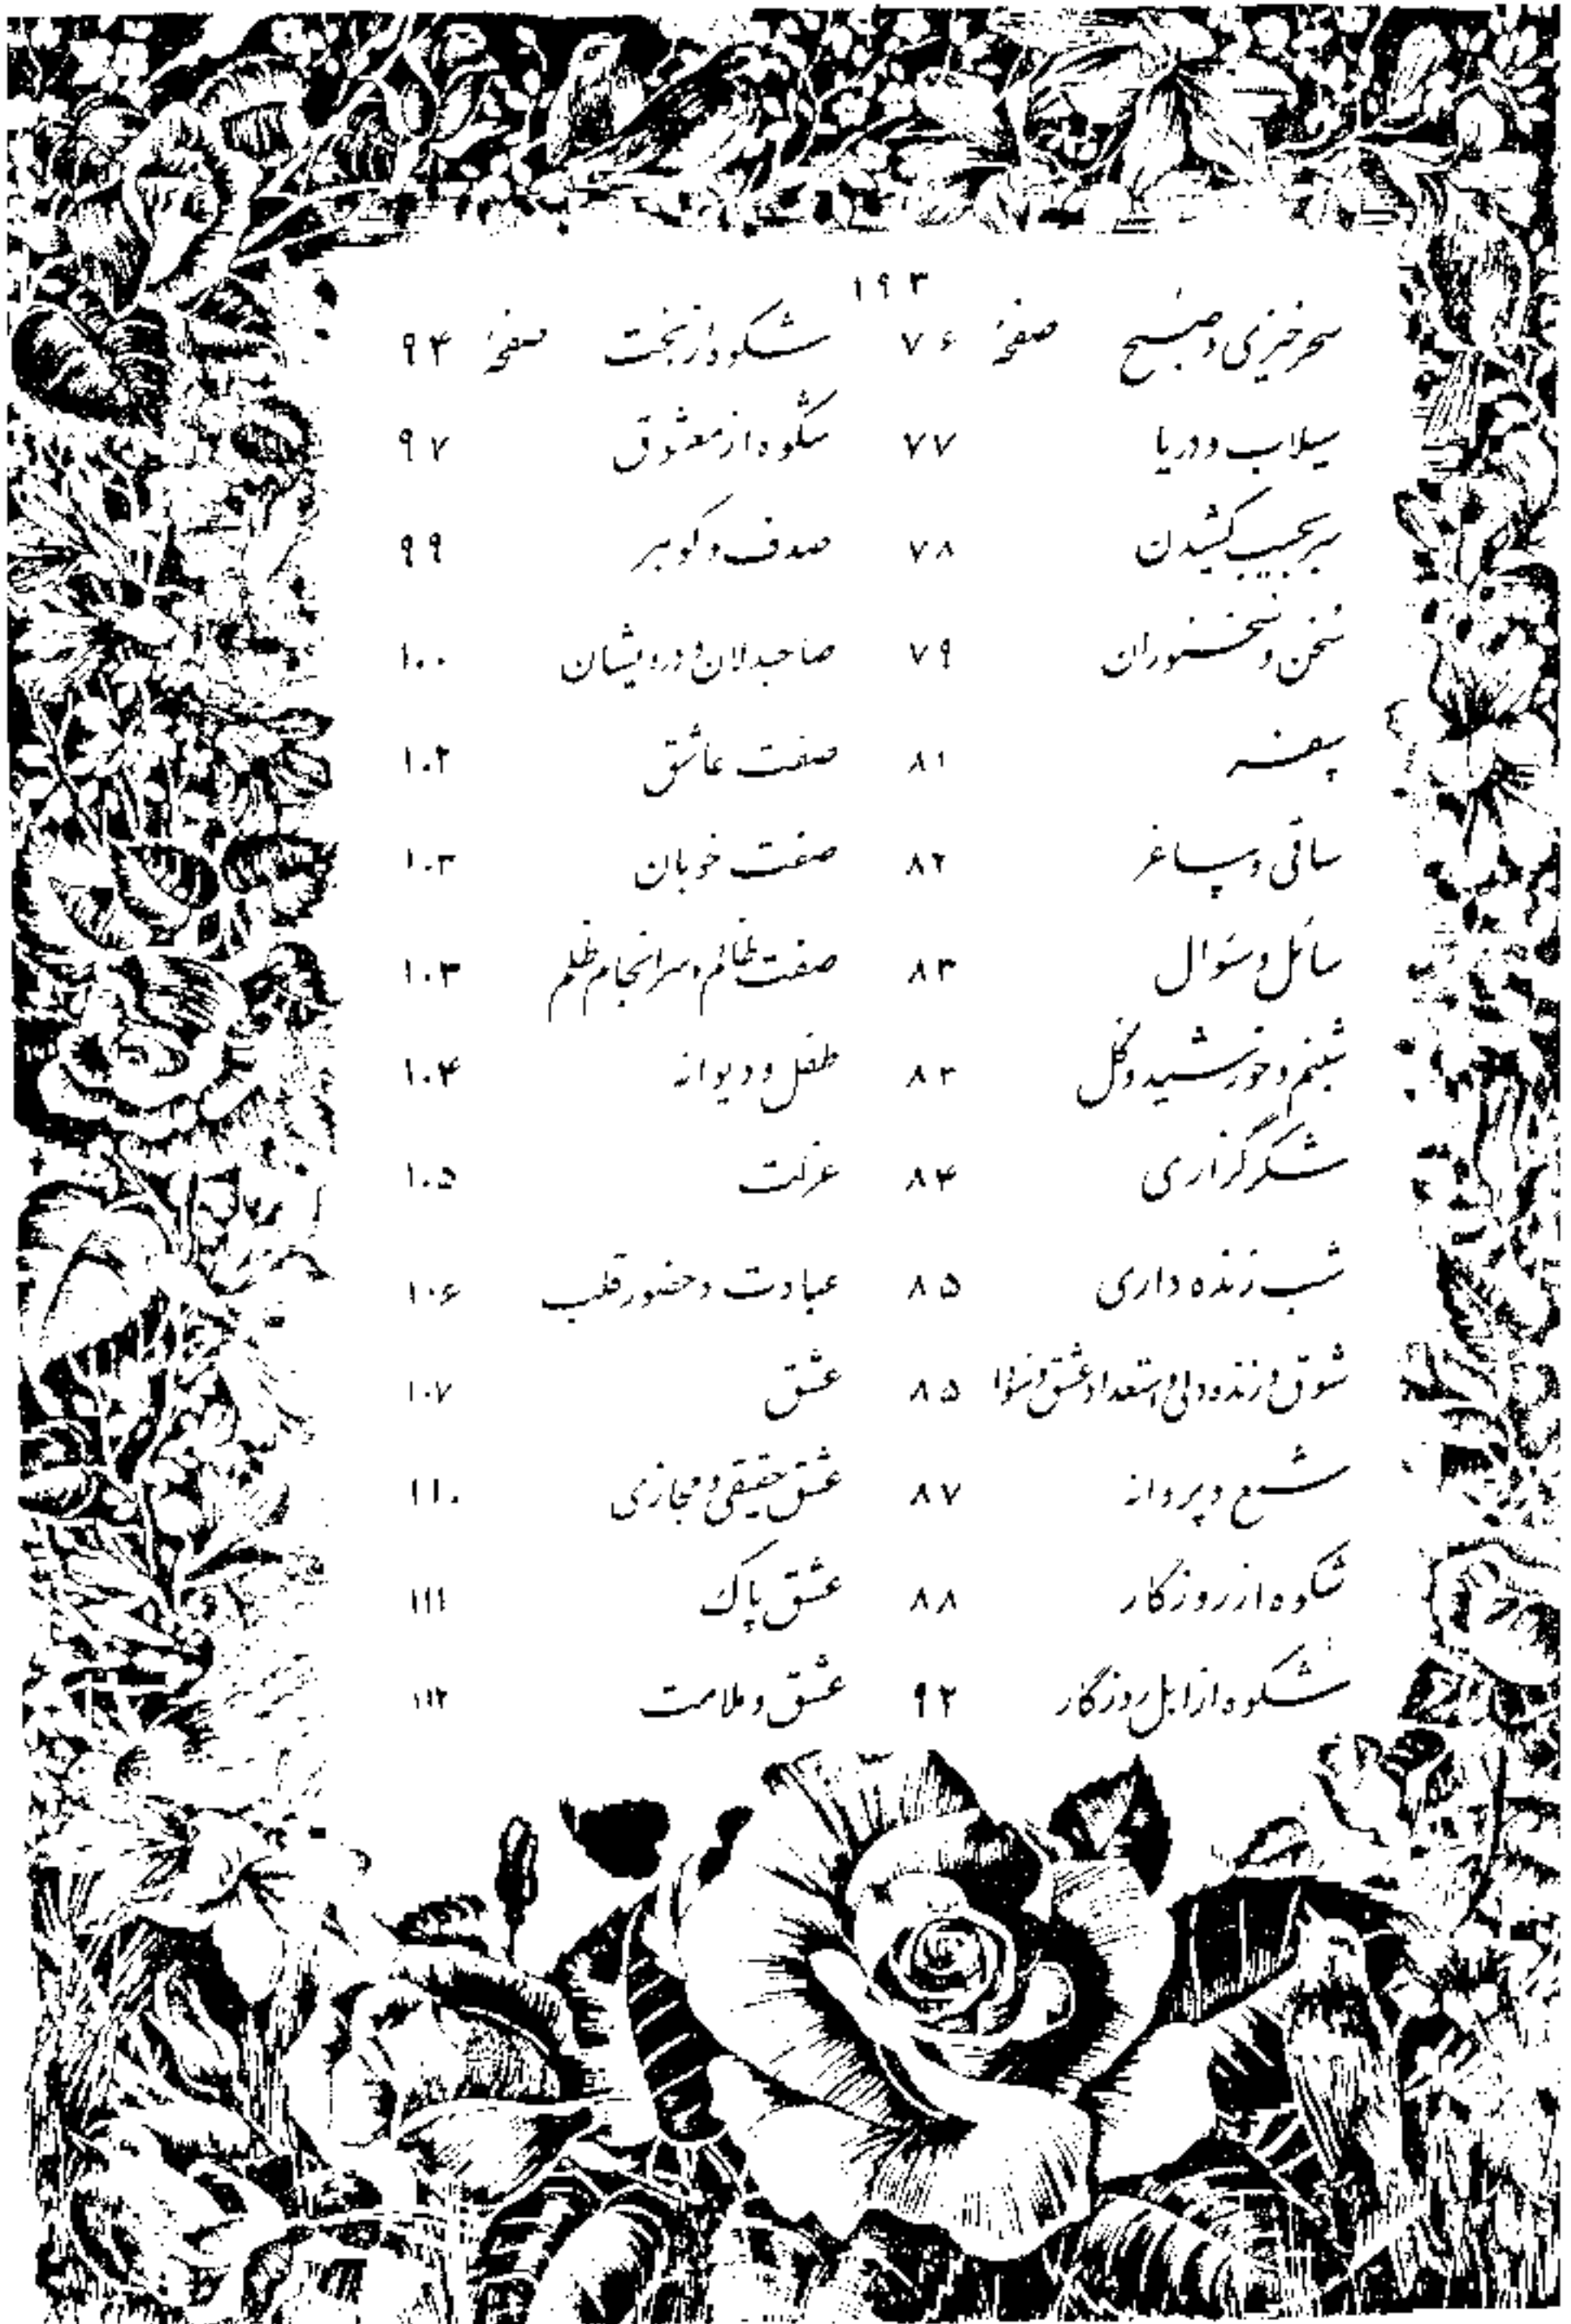 ۱۹۳
سحرخیزی و صبح صفحهٔ ۷۶
سیلاب و دریا ۷۷
سر بجیب کشیدن ۷۸
سخن و سخنوران ۷۹
سفر ۸۱
ساقی و ساغر ۸۲
سائل و سئوال ۸۳
شبنم و خورشید و گل ۸۳
شکرگزاری ۸۴
شب زنده داری ۸۵
شوق و زنده دلی و استعداد عشق و ۸۵
شمع و پروانه ۸۷
شکوه از روزگار ۸۸
شکوه از اهل روزگار ۹۲
شکوه از بخت صفحهٔ ۹۴
شکوه از معشوق ۹۷
صدف و گوهر ۹۹
صاحبدلان و درویشان ۱۰۰
صفت عاشق ۱۰۲
صفت خوبان ۱۰۳
صفت ظالم و سرانجام ظلم ۱۰۳
طفل و دیوانه ۱۰۴
عزلت ۱۰۵
عبادت و حضور قلب ۱۰۶
عشق ۱۰۷
عشق حقیقی و مجازی ۱۱۰
عشق پاک ۱۱۱
عشق و ملامت ۱۱۲